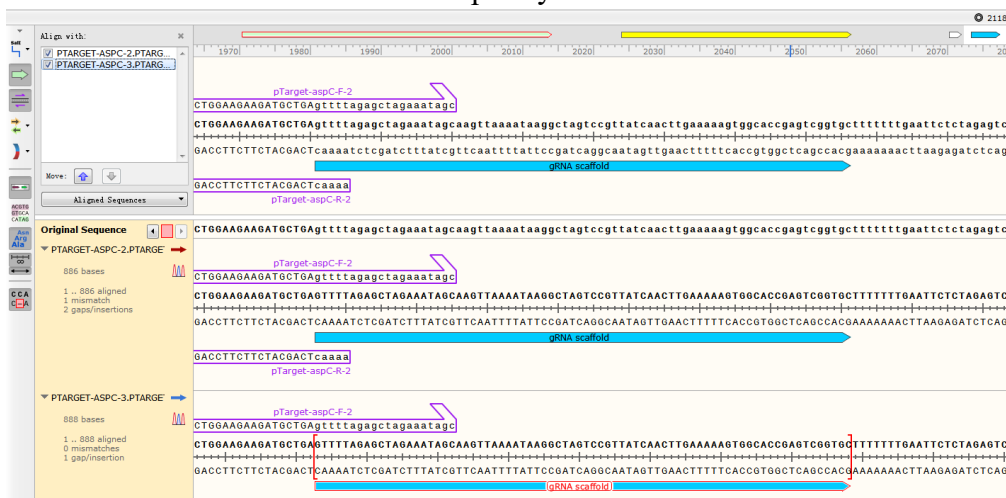 2118
Align with:
PTARGET-ASPC-2.PTARG...
PTARGET-ASPC-3.PTARG...
Move:
Aligned Sequences
1970 1980 1990 2000 2010 2020 2030 2040 2050 2060 2070 20
pTarget-aspC-F-2
CTGGAAGAAGATGCTGAgttttagagctagaaatagc
CTGGAAGAAGATGCTGAgttttagagctagaaatagcaagttaaaataaggctagtccgttatcaacttgaaaaagtggcaccgagtcggtgcttttttttgaattctctagagtc
GACCTTCTTCTACGACTcaaaatctcgatctttatcgttcaattttattccgatcaggcaatagttgaactttttcaccgtggctcagccacgaaaaaaacttaagagatctcag
gRNA scaffold
GACCTTCTTCTACGACTcaaaa
pTarget-aspC-R-2
Original Sequence
CTGGAAGAAGATGCTGAgttttagagctagaaatagcaagttaaaataaggctagtccgttatcaacttgaaaaagtggcaccgagtcggtgctttttttgaattctctagagtc
PTARGET-ASPC-2.PTARGE
886 bases
1 .. 886 aligned
1 mismatch
2 gaps/insertions
pTarget-aspC-F-2
CTGGAAGAAGATGCTGAgttttagagctagaaatagc
CTGGAAGAAGATGCTGAGTTTTAGAGCTAGAAATAGCAAGTTAAAATAAGGCTAGTCCGTTATCAACTTGAAAAAGTGGCACCGAGTCGGTGCTTTTTTTGAATTCTCTAGAGTC
GACCTTCTTCTACGACTCAAAATCTCGATCTTTATCGTTCAATTTTATTCCGATCAGGCAATAGTTGAACTTTTTCACCGTGGCTCAGCCACGAAAAAAACTTAAGAGATCTCAG
gRNA scaffold
GACCTTCTTCTACGACTcaaaa
pTarget-aspC-R-2
PTARGET-ASPC-3.PTARGE
888 bases
1 .. 888 aligned
0 mismatches
1 gap/insertion
pTarget-aspC-F-2
CTGGAAGAAGATGCTGAgttttagagctagaaatagc
CTGGAAGAAGATGCTGAGTTTTAGAGCTAGAAATAGCAAGTTAAAATAAGGCTAGTCCGTTATCAACTTGAAAAAGTGGCACCGAGTCGGTGCTTTTTTTGAATTCTCTAGAGTC
GACCTTCTTCTACGACTCAAAATCTCGATCTTTATCGTTCAATTTTATTCCGATCAGGCAATAGTTGAACTTTTTCACCGTGGCTCAGCCACGAAAAAAACTTAAGAGATCTCAG
gRNA scaffold